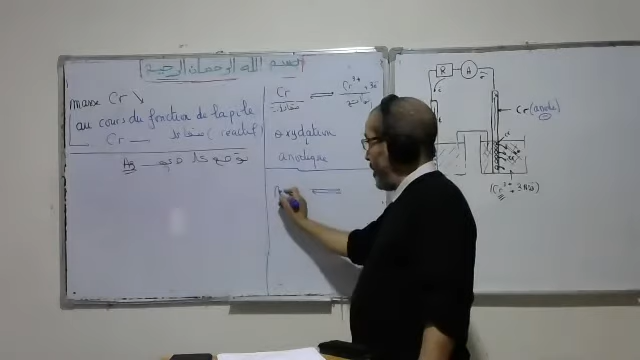 بسم الله الرحمان الرحيم
masse Cr ↘
au cours du fonction de la pile
Cr متفاعل (réactif)
Cr ⇌ Cr³⁺ + 3e⁻
متفاعل
oxydation
anodique
⇌
R
A
Cr (anode)
(Cr³⁺ + 3NO₃⁻)